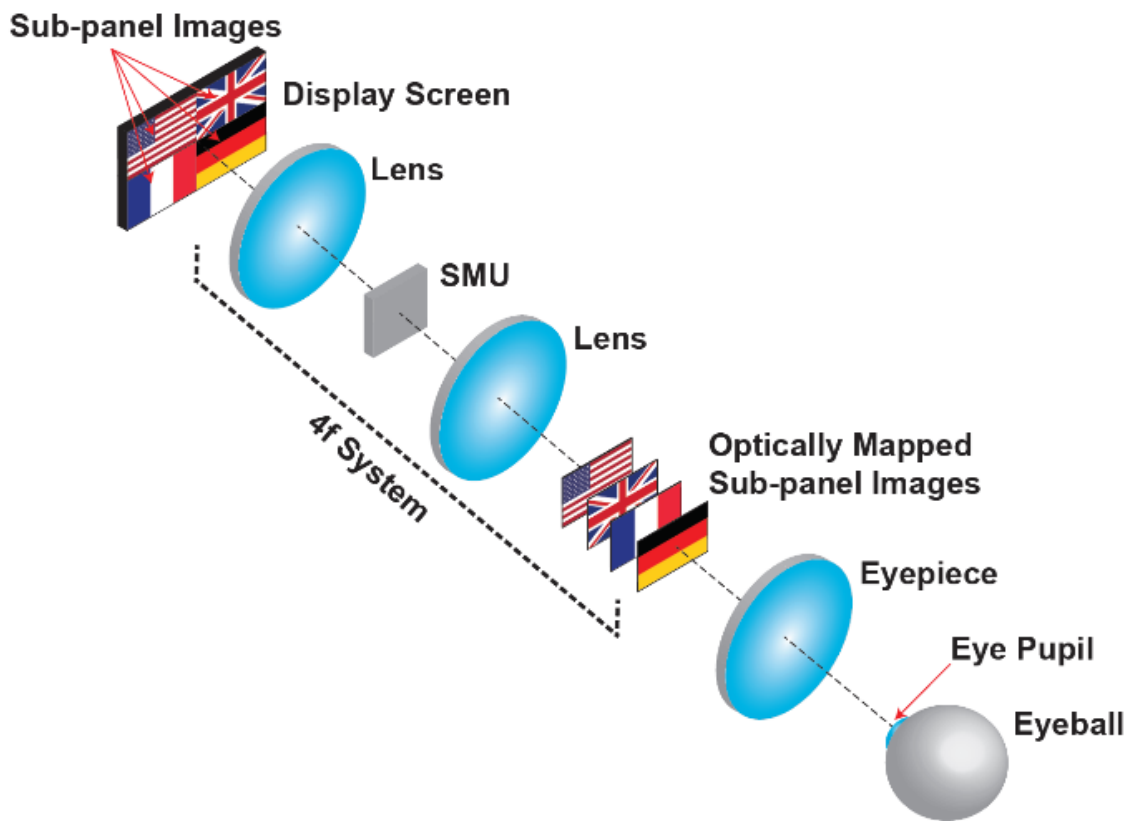 Sub-panel Images
Display Screen
Lens
SMU
Lens
4f System
Optically Mapped
Sub-panel Images
Eyepiece
Eye Pupil
Eyeball